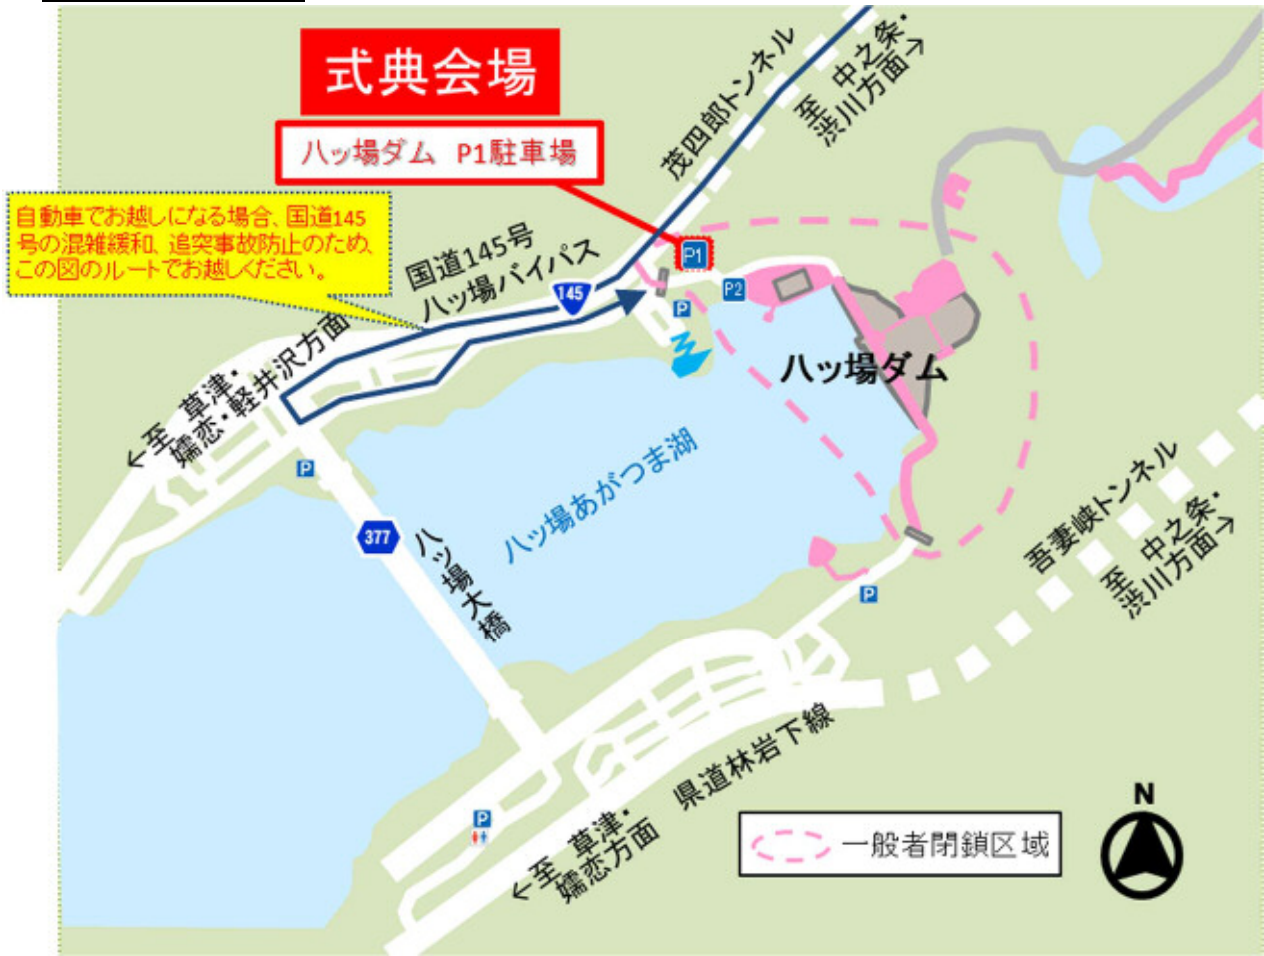 式典会場
八ッ場ダム P1駐車場
茂四郎トンネル
至 中之条・
渋川方面→
自動車でお越しになる場合、国道145
号の混雑緩和、追突事故防止のため、
この図のルートでお越しください。
国道145号
八ッ場バイパス
145
P1
P2
P
八ッ場ダム
←至 草津・
嬬恋・軽井沢方面
P
八ッ場あがつま湖
377
八ッ場大橋
吾妻峡トンネル
至 中之条・
渋川方面→
P
県道林岩下線
P
←至 草津・
嬬恋方面
一般者閉鎖区域
N